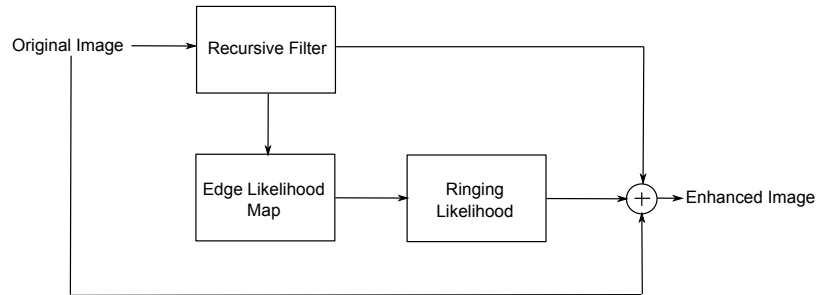 Original Image
Recursive Filter
Edge Likelihood
Map
Ringing
Likelihood
+
Enhanced Image